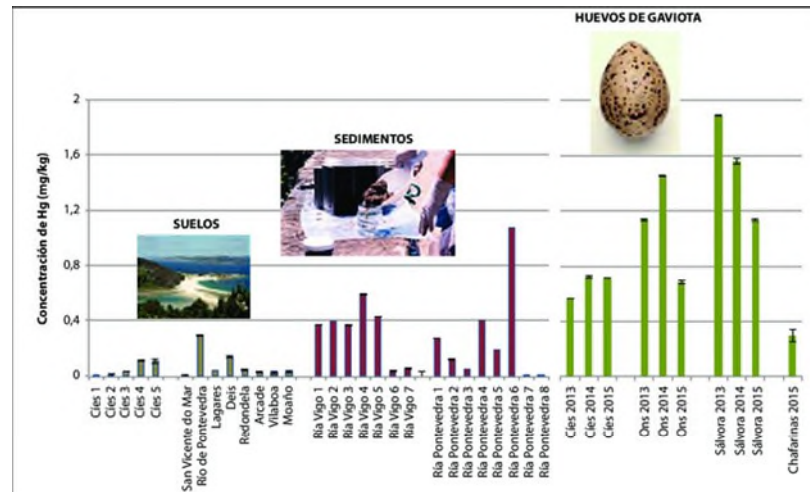 HUEVOS DE GAVIOTA
SEDIMENTOS
SUELOS
Concentración de Hg (mg/kg)
2
1,6
1,2
0,8
0,4
0
Cíes 1
Cíes 2
Cíes 3
Cíes 4
Cíes 5
San Vicente do Mar
Río de Pontevedra
Lagares
Deis
Redondela
Arcade
Vilaboa
Moaño
Ría Vigo 1
Ría Vigo 2
Ría Vigo 3
Ría Vigo 4
Ría Vigo 5
Ría Vigo 6
Ría Vigo 7
Ría Pontevedra 1
Ría Pontevedra 2
Ría Pontevedra 3
Ría Pontevedra 4
Ría Pontevedra 5
Ría Pontevedra 6
Ría Pontevedra 7
Ría Pontevedra 8
Cíes 2013
Cíes 2014
Cíes 2015
Ons 2013
Ons 2014
Ons 2015
Sálvora 2013
Sálvora 2014
Sálvora 2015
Chafarinas 2015